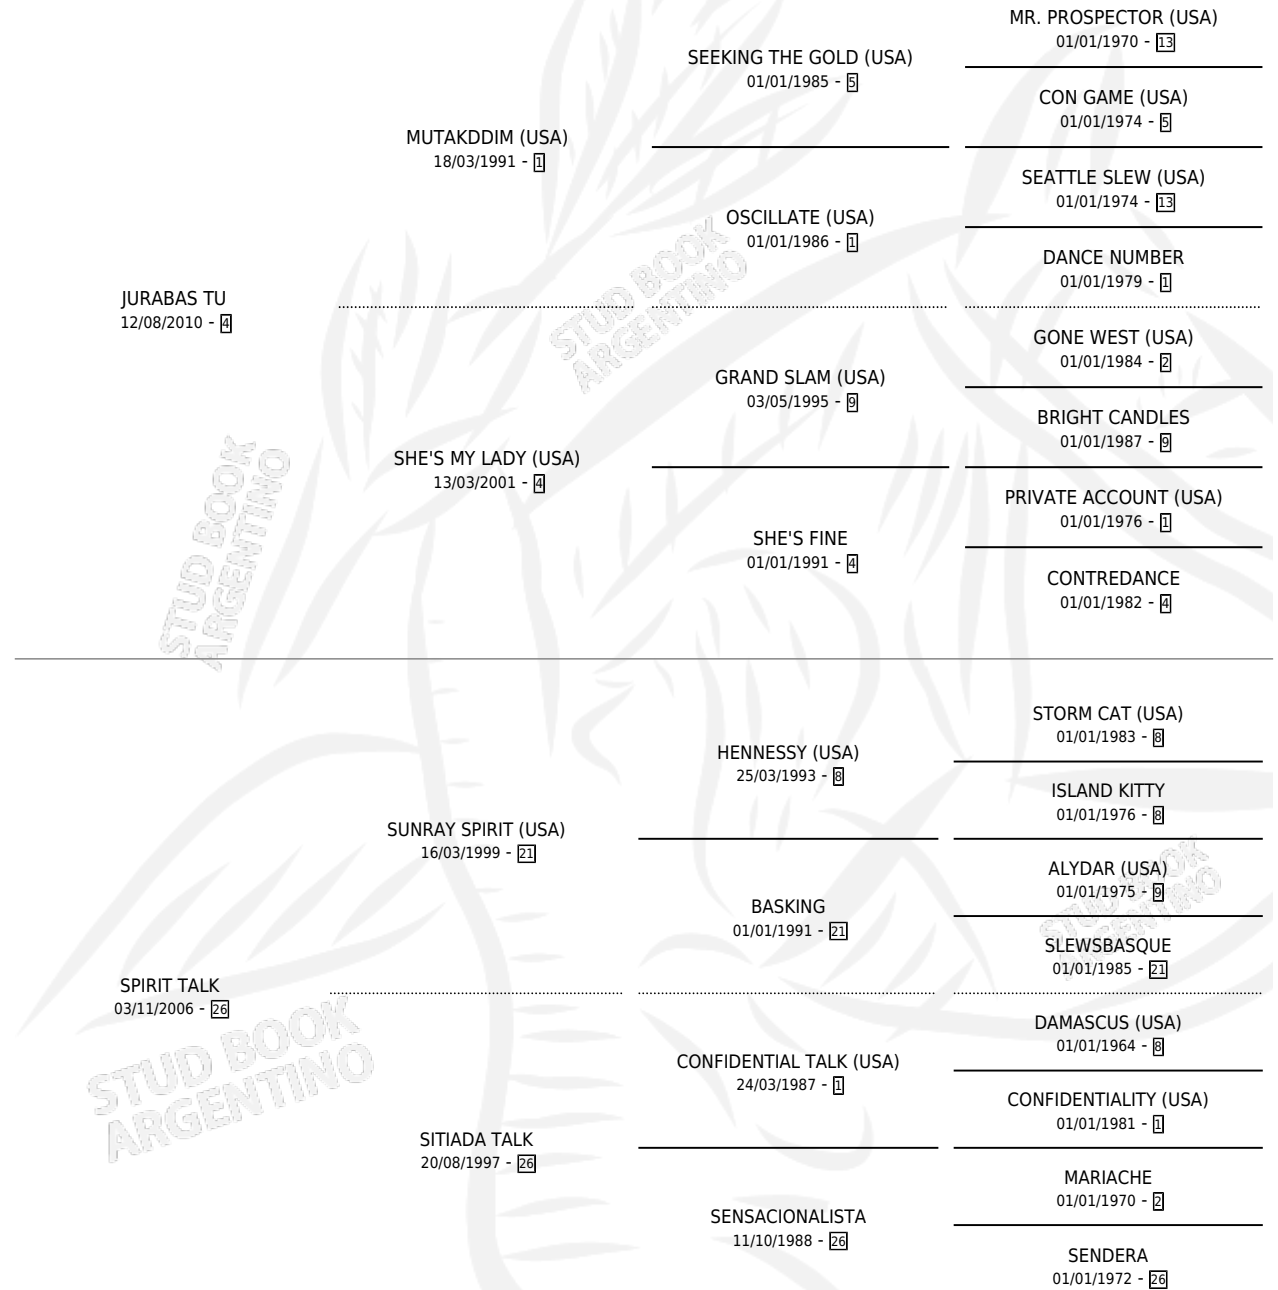 MR. PROSPECTOR (USA)
01/01/1970 - 13
SEEKING THE GOLD (USA)
01/01/1985 - 5
CON GAME (USA)
01/01/1974 - 5
MUTAKDDIM (USA)
18/03/1991 - 1
SEATTLE SLEW (USA)
01/01/1974 - 13
OSCILLATE (USA)
01/01/1986 - 1
DANCE NUMBER
01/01/1979 - 1
JURABAS TU
12/08/2010 - 4
STUD BOOK
ARGENTINO
GONE WEST (USA)
01/01/1984 - 2
GRAND SLAM (USA)
03/05/1995 - 9
BRIGHT CANDLES
01/01/1987 - 9
SHE'S MY LADY (USA)
13/03/2001 - 4
PRIVATE ACCOUNT (USA)
01/01/1976 - 1
SHE'S FINE
01/01/1991 - 4
CONTREDANCE
01/01/1982 - 4
STUD BOOK
ARGENTINO
STORM CAT (USA)
01/01/1983 - 8
HENNESSY (USA)
25/03/1993 - 8
ISLAND KITTY
01/01/1976 - 8
SUNRAY SPIRIT (USA)
16/03/1999 - 21
ALYDAR (USA)
01/01/1975 - 9
BASKING
01/01/1991 - 21
SLEWSBASQUE
01/01/1985 - 21
STUD BOOK
ARGENTINO
SPIRIT TALK
03/11/2006 - 26
DAMASCUS (USA)
01/01/1964 - 8
CONFIDENTIAL TALK (USA)
24/03/1987 - 1
CONFIDENTIALITY (USA)
01/01/1981 - 1
STUD BOOK
ARGENTINO
SITIADA TALK
20/08/1997 - 26
MARIACHE
01/01/1970 - 2
SENSACIONALISTA
11/10/1988 - 26
SENDERA
01/01/1972 - 26